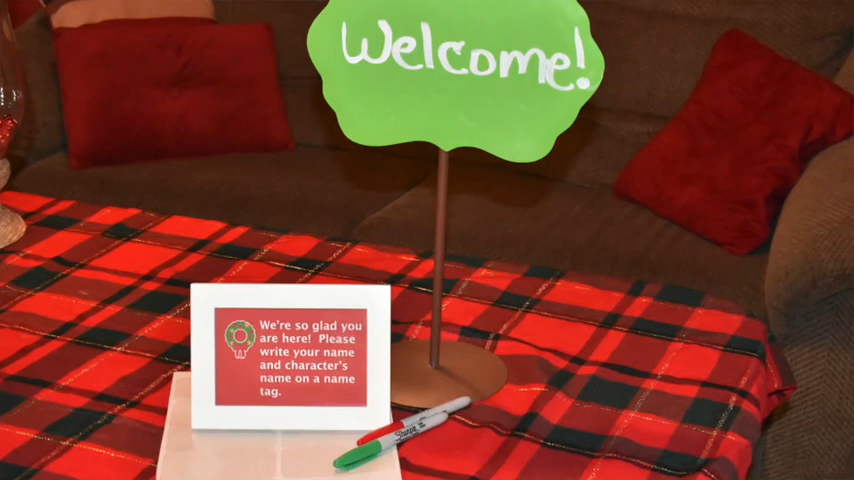 Welcome!
We're so glad you
are here!  Please
write your name
and character's
name on a name
tag.
Sharpie